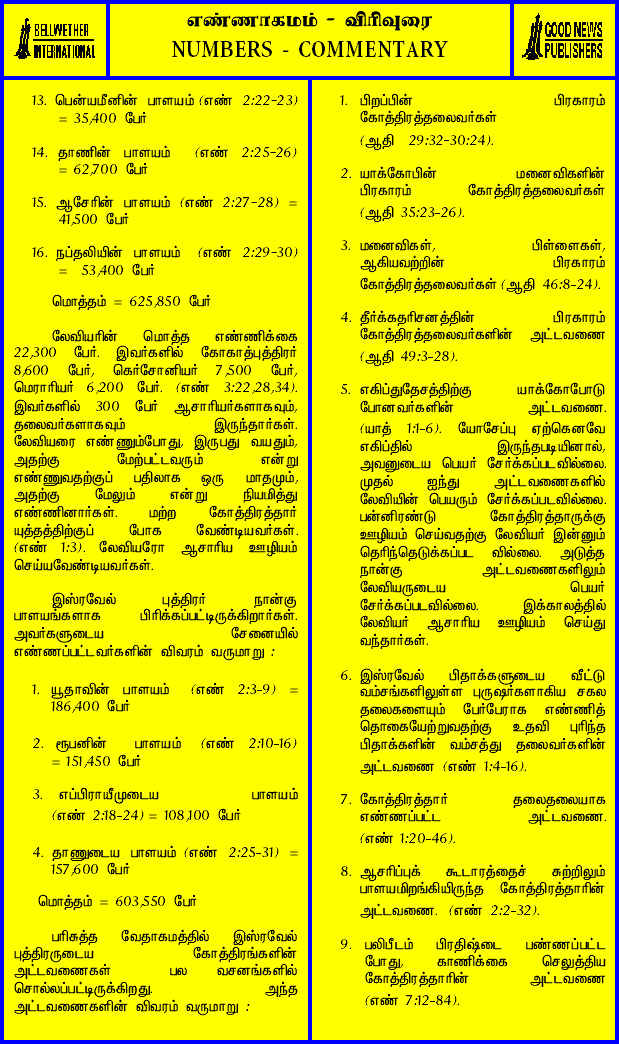 BELLWETHER
INTERNATIONAL
எண்ணாகமம் - விரிவுரை
NUMBERS - COMMENTARY
GOOD NEWS
PUBLISHERS
13. பென்யமீனின் பாளயம் (எண் 2:22-23)
= 35,400 பேர்
14. தாணின் பாளயம் (எண் 2:25-26)
= 62,700 பேர்
15. ஆசேரின் பாளயம் (எண் 2:27-28) =
41,500 பேர்
16. நப்தலியின் பாளயம் (எண் 2:29-30)
= 53,400 பேர்
மொத்தம் = 625,850 பேர்
லேவியரின் மொத்த எண்ணிக்கை
22,300 பேர். இவர்களில் கோகாத்புத்திரர்
8,600 பேர், கெர்சோனியர் 7,500 பேர்,
மெராரியர் 6,200 பேர். (எண் 3:22,28,34).
இவர்களில் 300 பேர் ஆசாரியர்களாகவும்,
தலைவர்களாகவும் இருந்தார்கள்.
லேவியரை எண்ணும்போது, இருபது வயதும்,
அதற்கு மேற்பட்டவரும் என்று
எண்ணுவதற்குப் பதிலாக ஒரு மாதமும்,
அதற்கு மேலும் என்று நியமித்து
எண்ணினார்கள். மற்ற கோத்திரத்தார்
யுத்தத்திற்குப் போக வேண்டியவர்கள்.
(எண் 1:3). லேவியரோ ஆசாரிய ஊழியம்
செய்யவேண்டியவர்கள்.
இஸ்ரவேல் புத்திரர் நான்கு
பாளயங்களாக பிரிக்கப்பட்டிருக்கிறார்கள்.
அவர்களுடைய சேனையில்
எண்ணப்பட்டவர்களின் விவரம் வருமாறு :
1. யூதாவின் பாளயம் (எண் 2:3-9) =
186,400 பேர்
2. ரூபனின் பாளயம் (எண் 2:10-16)
= 151,450 பேர்
3. எப்பிராயீமுடைய பாளயம்
(எண் 2:18-24) = 108,100 பேர்
4. தாணுடைய பாளயம் (எண் 2:25-31) =
157,600 பேர்
மொத்தம் = 603,550 பேர்
பரிசுத்த வேதாகமத்தில் இஸ்ரவேல்
புத்திரருடைய கோத்திரங்களின்
அட்டவணைகள் பல வசனங்களில்
சொல்லப்பட்டிருக்கிறது. அந்த
அட்டவணைகளின் விவரம் வருமாறு :
1. பிறப்பின் பிரகாரம்
கோத்திரத்தலைவர்கள்
(ஆதி 29:32-30:24).
2. யாக்கோபின் மனைவிகளின்
பிரகாரம் கோத்திரத்தலைவர்கள்
(ஆதி 35:23-26).
3. மனைவிகள், பிள்ளைகள்,
ஆகியவற்றின் பிரகாரம்
கோத்திரத்தலைவர்கள் (ஆதி 46:8-24).
4. தீர்க்கதரிசனத்தின் பிரகாரம்
கோத்திரத்தலைவர்களின் அட்டவணை
(ஆதி 49:3-28).
5. எகிப்துதேசத்திற்கு யாக்கோபோடு
போனவர்களின் அட்டவணை.
(யாத் 1:1-6). யோசேப்பு ஏற்கெனவே
எகிப்தில் இருந்தபடியினால்,
அவனுடைய பெயர் சேர்க்கப்படவில்லை.
முதல் ஐந்து அட்டவணைகளில்
லேவியின் பெயரும் சேர்க்கப்படவில்லை.
பன்னிரண்டு கோத்திரத்தாருக்கு
ஊழியம் செய்வதற்கு லேவியர் இன்னும்
தெரிந்தெடுக்கப்பட வில்லை. அடுத்த
நான்கு அட்டவணைகளிலும்
லேவியருடைய பெயர்
சேர்க்கப்படவில்லை. இக்காலத்தில்
லேவியர் ஆசாரிய ஊழியம் செய்து
வந்தார்கள்.
6. இஸ்ரவேல் பிதாக்களுடைய வீட்டு
வம்சங்களிலுள்ள புருஷர்களாகிய சகல
தலைகளையும் பேர்பேராக எண்ணித்
தொகையேற்றுவதற்கு உதவி புரிந்த
பிதாக்களின் வம்சத்து தலைவர்களின்
அட்டவணை (எண் 1:4-16).
7. கோத்திரத்தார் தலைதலையாக
எண்ணப்பட்ட அட்டவணை.
(எண் 1:20-46).
8. ஆசரிப்புக் கூடாரத்தைச் சுற்றிலும்
பாளயமிறங்கியிருந்த கோத்திரத்தாரின்
அட்டவணை. (எண் 2:2-32).
9. பலிபீடம் பிரதிஷ்டை பண்ணப்பட்ட
போது, காணிக்கை செலுத்திய
கோத்திரத்தாரின் அட்டவணை
(எண் 7:12-84).